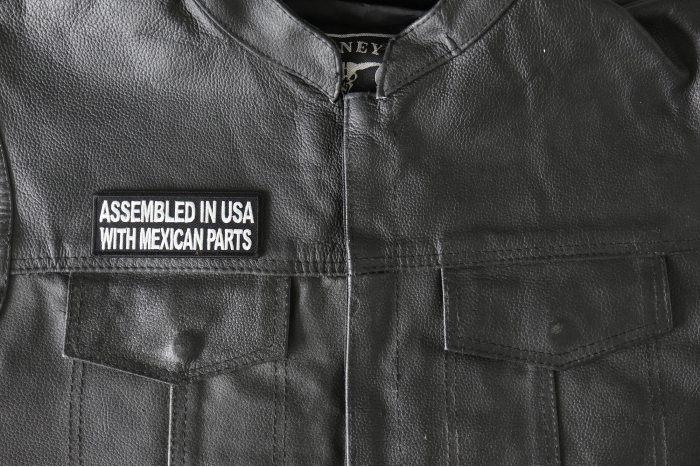 ASSEMBLED IN USA
WITH MEXICAN PARTS